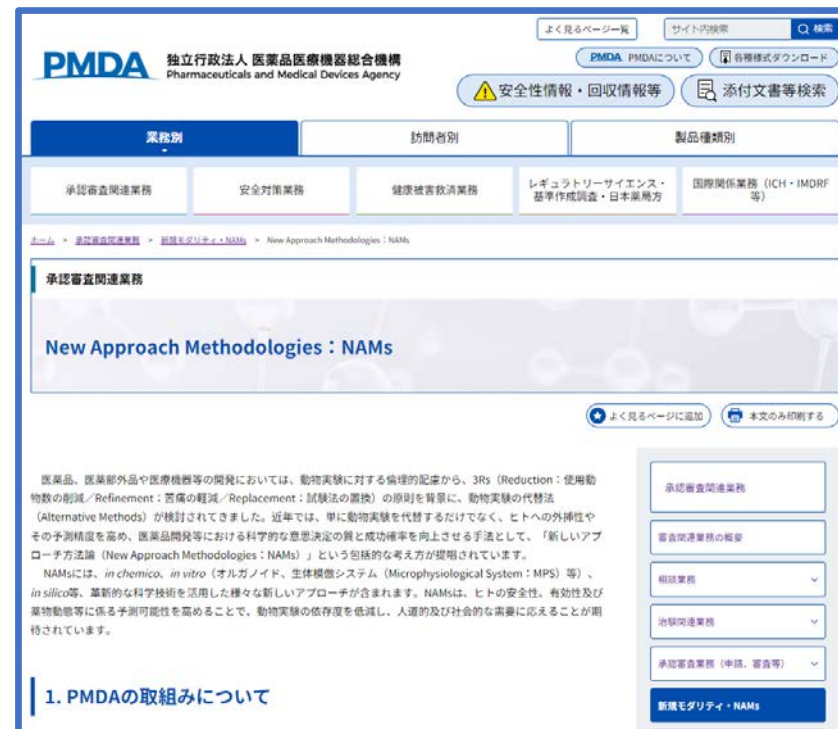 よく見るページ一覧
サイト内検索
検索
PMDA 独立行政法人 医薬品医療機器総合機構
Pharmaceuticals and Medical Devices Agency
PMDA PMDAについて
各種様式ダウンロード
安全性情報・回収情報等
添付文書等検索
業務別
訪問者別
製品種類別
承認審査関連業務
安全対策業務
健康被害救済業務
レギュラトリーサイエンス・
基準作成調査・日本薬局方
国際関係業務（ICH・IMDRF
等）
ホーム > 承認審査関連業務 > 新規モダリティ・NAMs > New Approach Methodologies：NAMs
承認審査関連業務
New Approach Methodologies：NAMs
よく見るページに追加
本文のみ印刷する
医薬品、医薬部外品や医療機器等の開発においては、動物実験に対する倫理的配慮から、3Rs（Reduction：使用動
物数の削減／Refinement：苦痛の軽減／Replacement：試験法の置換）の原則を背景に、動物実験の代替法
（Alternative Methods）が検討されてきました。近年では、単に動物実験を代替するだけでなく、ヒトへの外挿性や
その予測精度を高め、医薬品開発等における科学的な意思決定の質と成功確率を向上させる手法として、「新しいアプ
ローチ方法論（New Approach Methodologies：NAMs）」という包括的な考え方が提唱されています。
NAMsには、in chemico、in vitro（オルガノイド、生体模倣システム（Microphysiological System：MPS）等）、
in silico等、革新的な科学技術を活用した様々な新しいアプローチが含まれます。NAMsは、ヒトの安全性、有効性及び
薬物動態等に係る予測可能性を高めることで、動物実験の依存度を低減し、人道的及び社会的な需要に応えることが期
待されています。
1. PMDAの取組みについて
承認審査関連業務
審査関連業務の概要
相談業務
治験関連業務
承認審査業務（申請、審査等）
新規モダリティ・NAMs